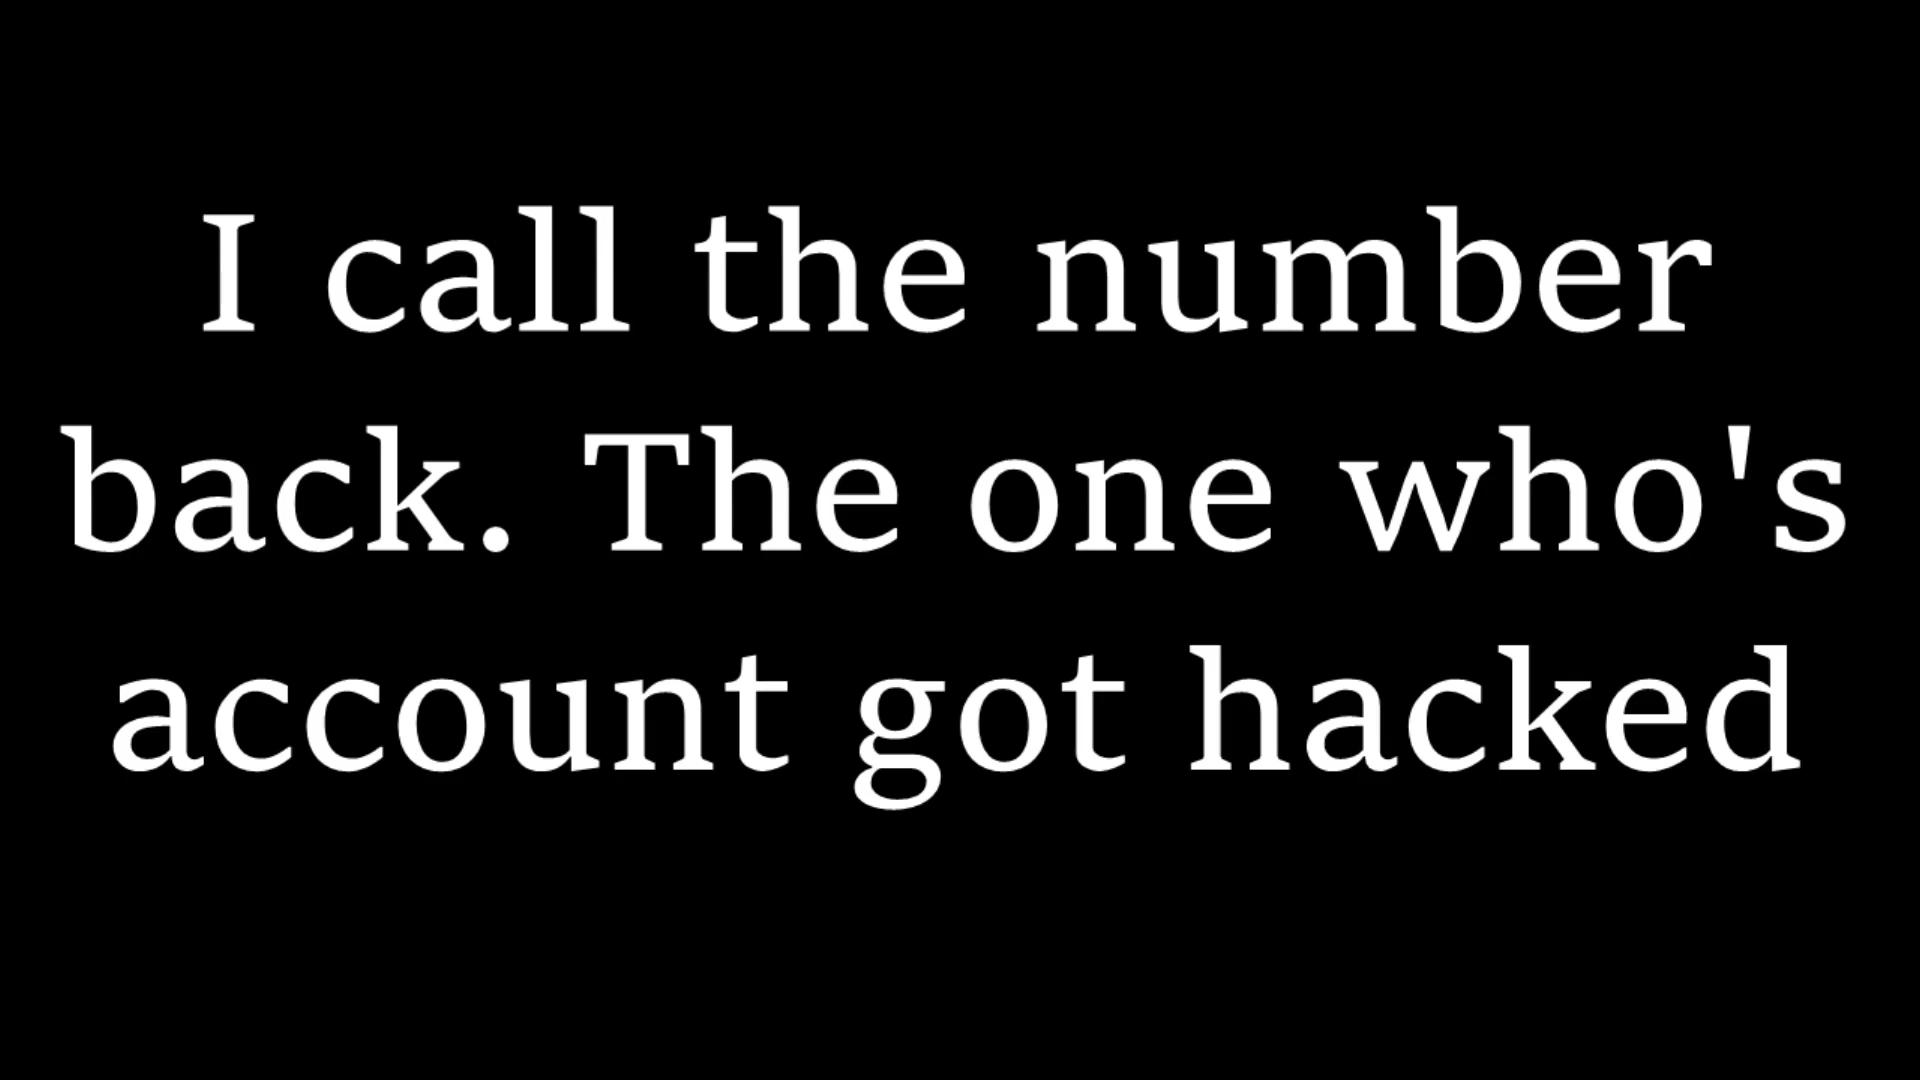 I call the number
back. The one who's
account got hacked